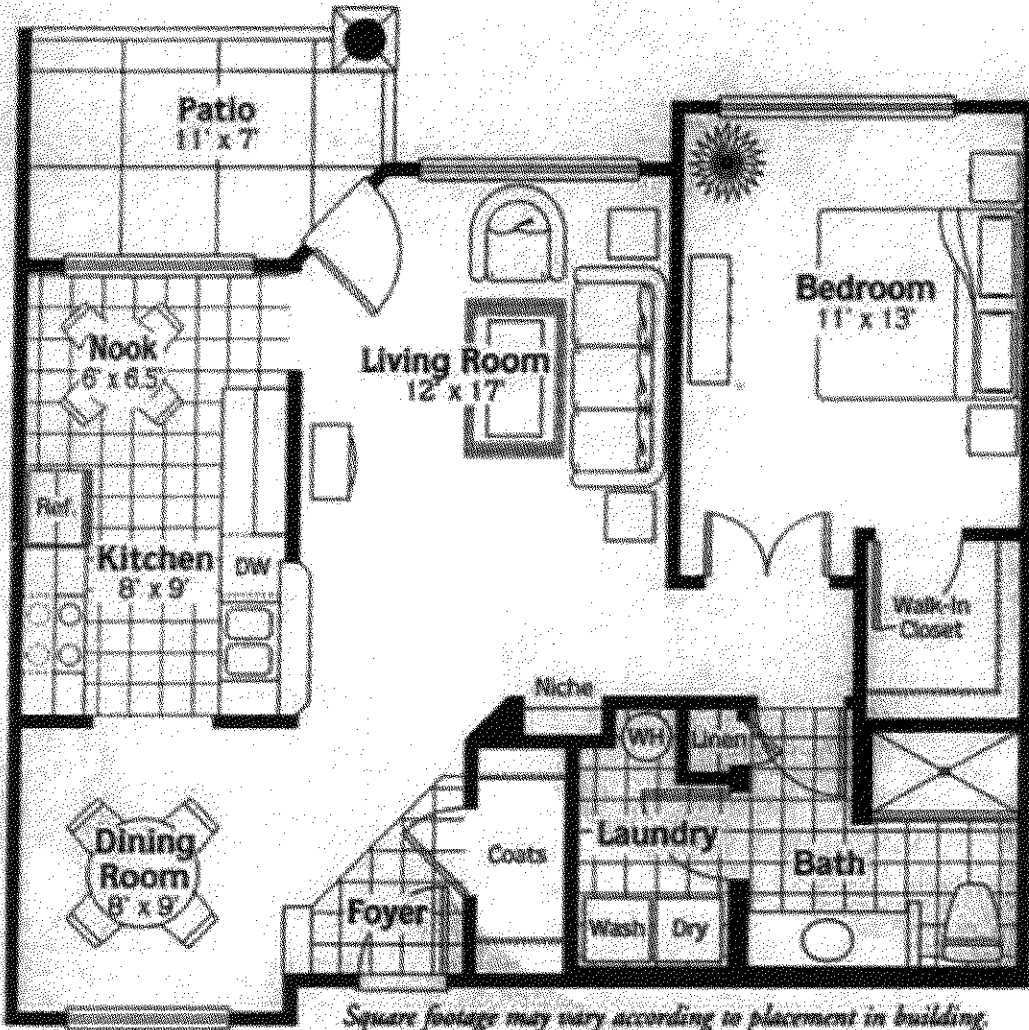 Patio
11' x 7'
Nook
6' x 6.5'
Living Room
12' x 17'
Bedroom
11' x 13'
Ref.
Kitchen
8' x 9'
DW
Walk-In
Closet
Niche
WH
Linen
Dining
Room
8' x 9'
Foyer
Coats
Laundry
Bath
Wash
Dry
Square footage may vary according to placement in building.